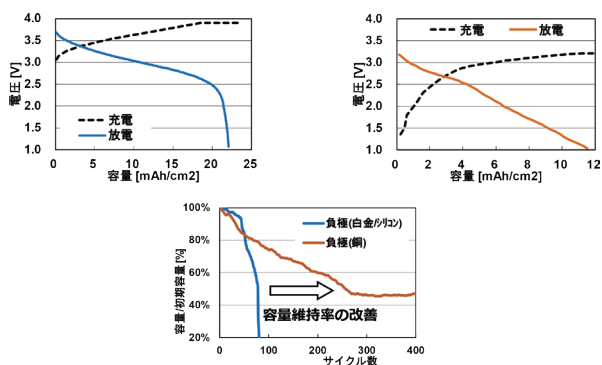 4.0
3.5
3.0
2.5
2.0
1.5
1.0
電圧 [V]
充電
放電
0
5
10
15
20
25
容量 [mAh/cm2]
4.0
3.5
3.0
2.5
2.0
1.5
1.0
電圧 [V]
充電
放電
0
2
4
6
8
10
12
容量 [mAh/cm2]
100%
80%
60%
40%
20%
容量/初期容量 [%]
負極(白金/シリコン)
負極(銅)
容量維持率の改善
0
100
200
300
400
サイクル数